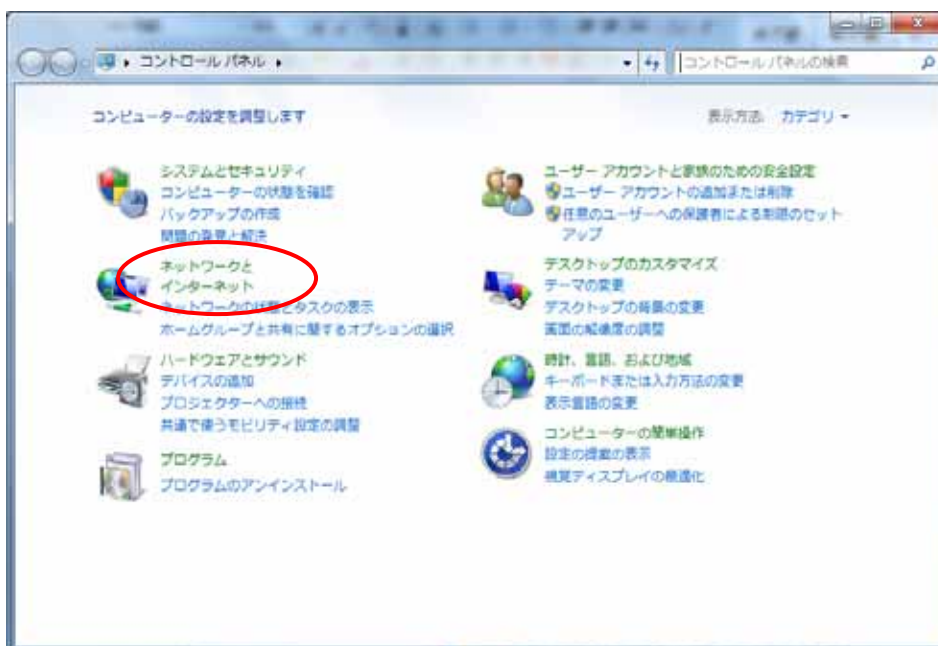 コントロール パネル
コントロール パネルの検索
コンピューターの設定を調整します
表示方法: カテゴリ
システムとセキュリティ
コンピューターの状態を確認
バックアップの作成
問題の発見と解決
ネットワークと
インターネット
ネットワークの状態とタスクの表示
ホームグループと共有に関するオプションの選択
ハードウェアとサウンド
デバイスの追加
プロジェクターへの接続
共通で使うモビリティ設定の調整
プログラム
プログラムのアンインストール
ユーザー アカウントと家族のための安全設定
ユーザー アカウントの追加または削除
任意のユーザーへの保護者による制限のセット
アップ
デスクトップのカスタマイズ
テーマの変更
デスクトップの背景の変更
画面の解像度の調整
時計、言語、および地域
キーボードまたは入力方法の変更
表示言語の変更
コンピューターの簡単操作
設定の提案の表示
視覚ディスプレイの最適化